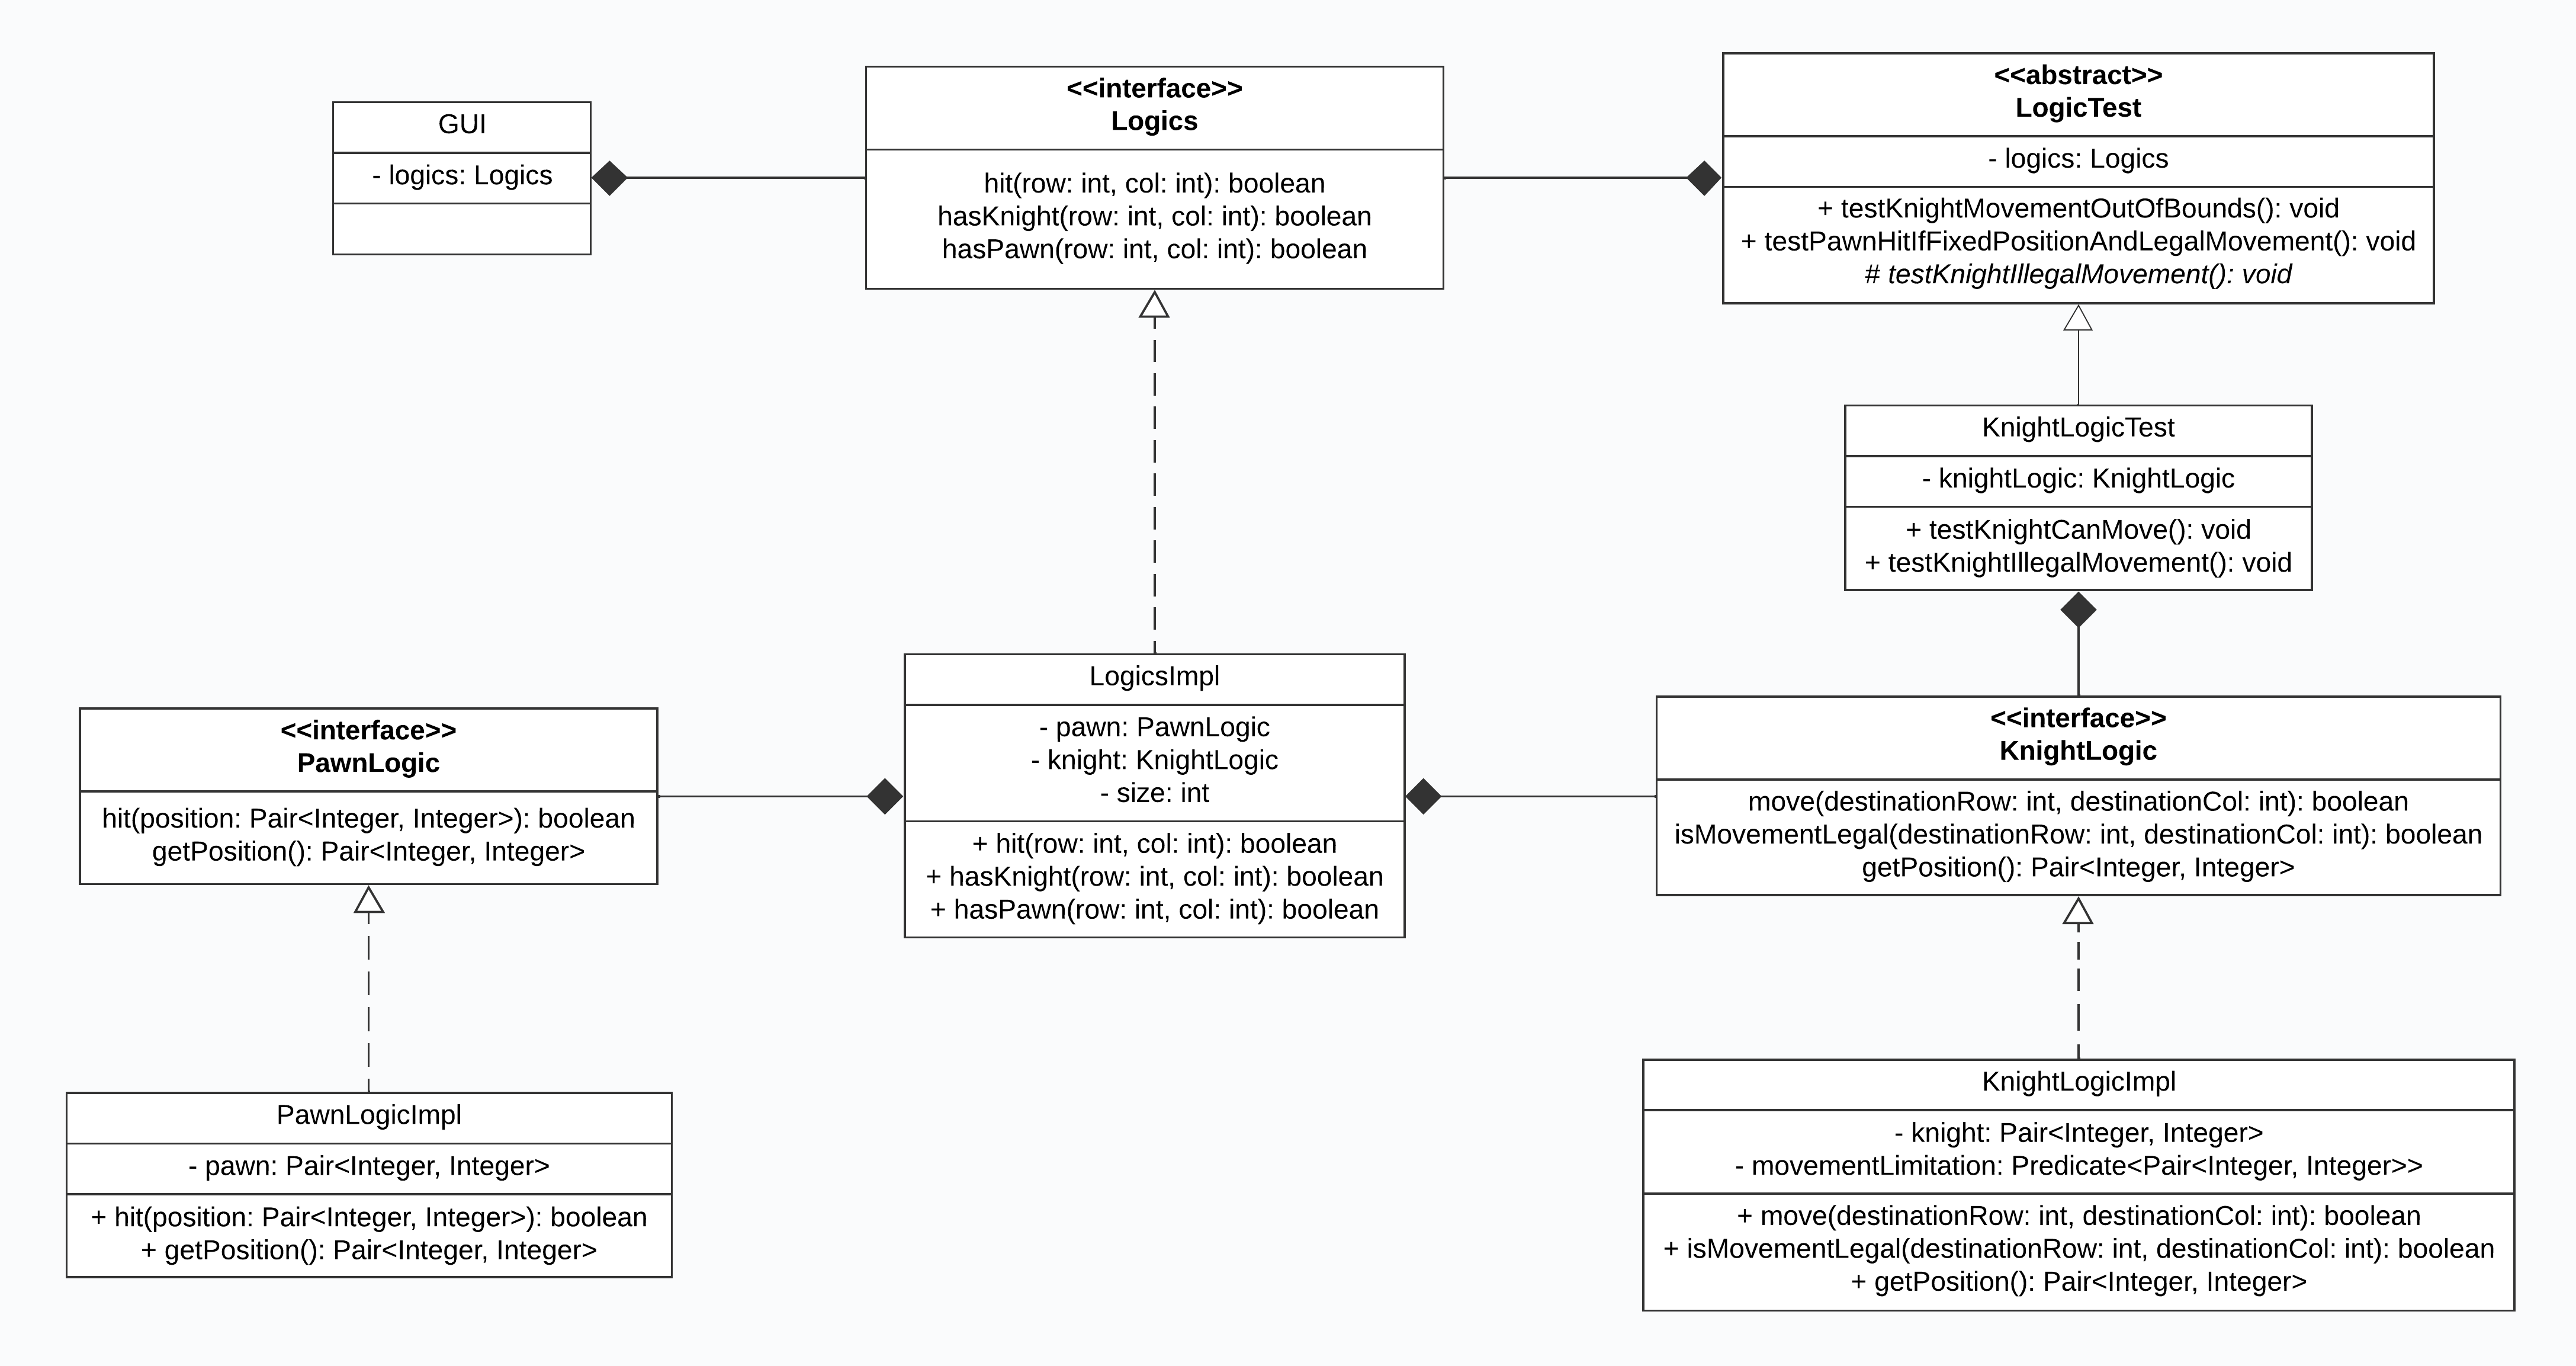 GUI
- logics: Logics
<<interface>>
Logics
hit(row: int, col: int): boolean
hasKnight(row: int, col: int): boolean
hasPawn(row: int, col: int): boolean
<<abstract>>
LogicTest
- logics: Logics
+ testKnightMovementOutOfBounds(): void
+ testPawnHitIfFixedPositionAndLegalMovement(): void
# testKnightIllegalMovement(): void
KnightLogicTest
- knightLogic: KnightLogic
+ testKnightCanMove(): void
+ testKnightIllegalMovement(): void
<<interface>>
PawnLogic
hit(position: Pair<Integer, Integer>): boolean
getPosition(): Pair<Integer, Integer>
LogicsImpl
- pawn: PawnLogic
- knight: KnightLogic
- size: int
+ hit(row: int, col: int): boolean
+ hasKnight(row: int, col: int): boolean
+ hasPawn(row: int, col: int): boolean
<<interface>>
KnightLogic
move(destinationRow: int, destinationCol: int): boolean
isMovementLegal(destinationRow: int, destinationCol: int): boolean
getPosition(): Pair<Integer, Integer>
PawnLogicImpl
- pawn: Pair<Integer, Integer>
+ hit(position: Pair<Integer, Integer>): boolean
+ getPosition(): Pair<Integer, Integer>
KnightLogicImpl
- knight: Pair<Integer, Integer>
- movementLimitation: Predicate<Pair<Integer, Integer>>
+ move(destinationRow: int, destinationCol: int): boolean
+ isMovementLegal(destinationRow: int, destinationCol: int): boolean
+ getPosition(): Pair<Integer, Integer>